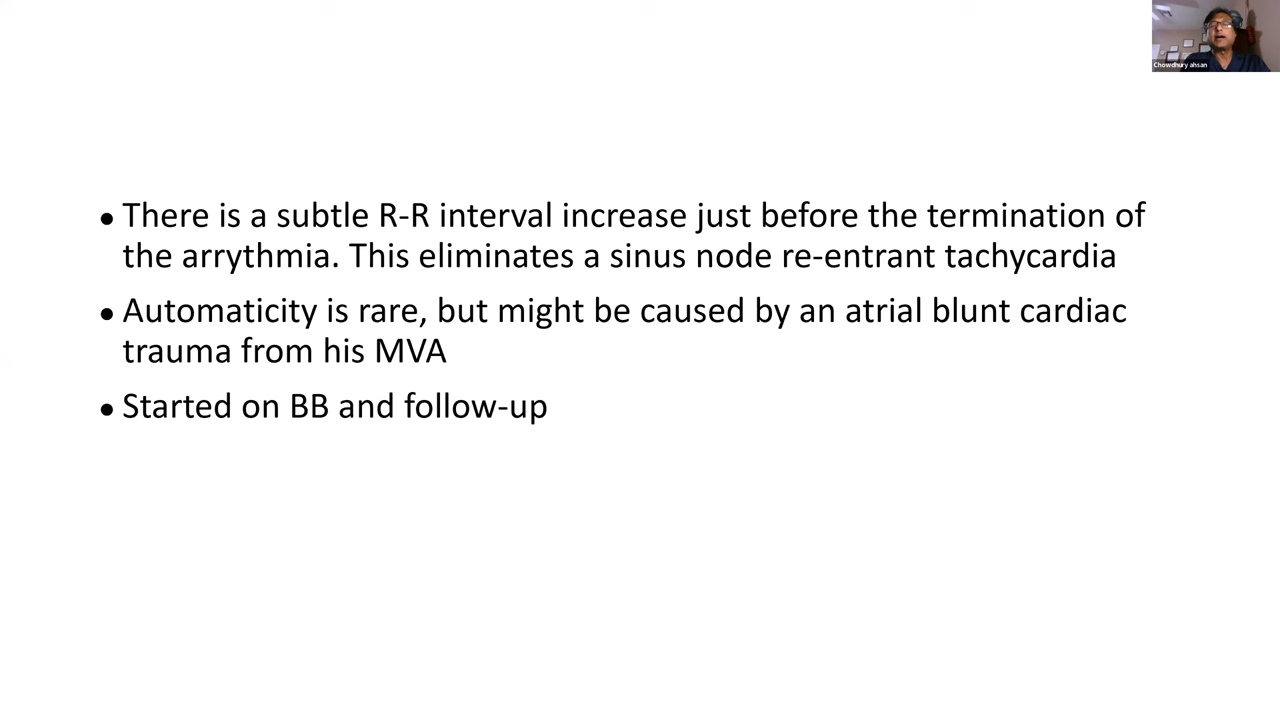 Chowdhury ahsan
● There is a subtle R-R interval increase just before the termination of
the arrythmia. This eliminates a sinus node re-entrant tachycardia
● Automaticity is rare, but might be caused by an atrial blunt cardiac
trauma from his MVA
● Started on BB and follow-up